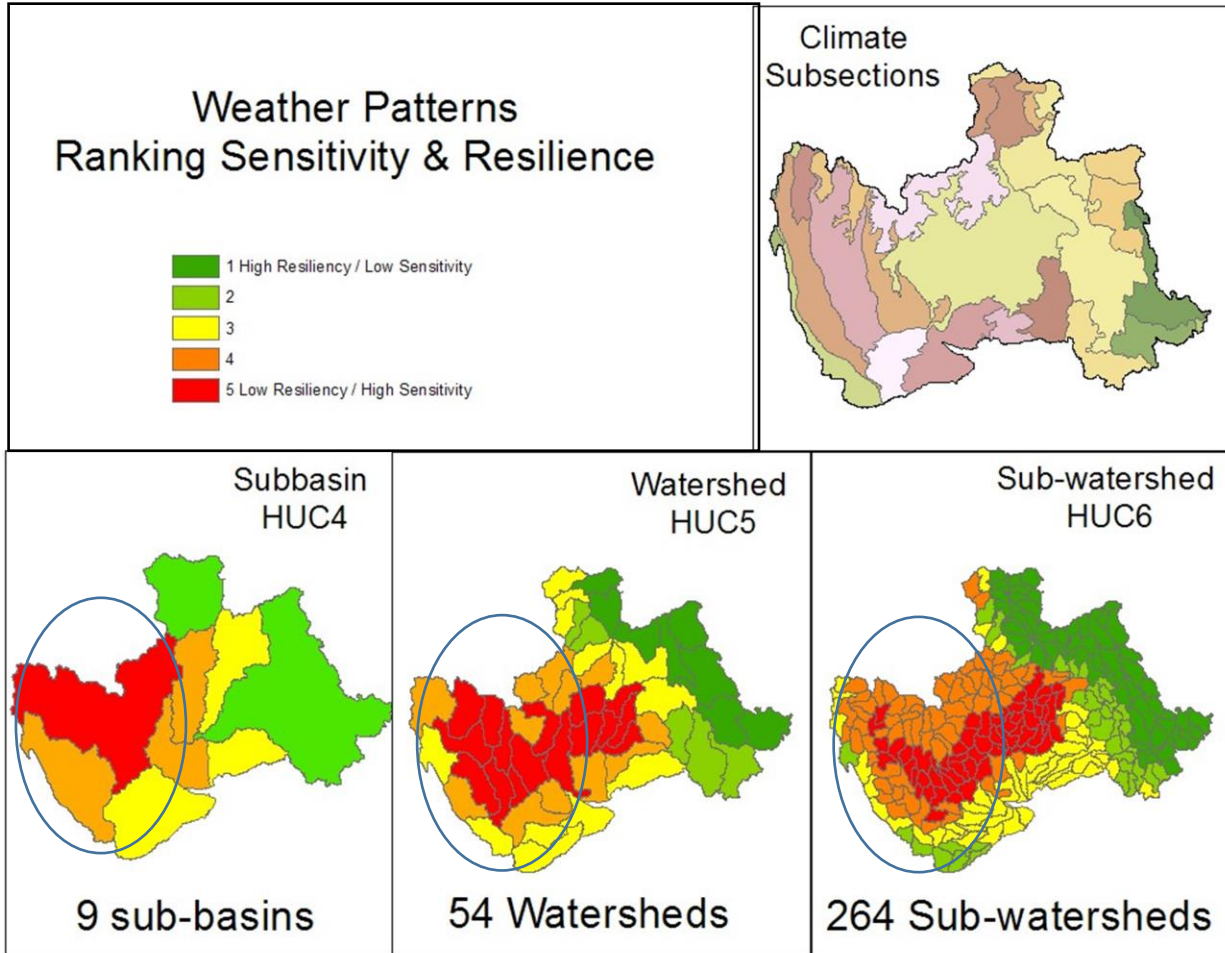 Weather Patterns
Ranking Sensitivity & Resilience
1 High Resiliency / Low Sensitivity
2
3
4
5 Low Resiliency / High Sensitivity
Climate
Subsections
Subbasin
HUC4
9 sub-basins
Watershed
HUC5
54 Watersheds
Sub-watershed
HUC6
264 Sub-watersheds